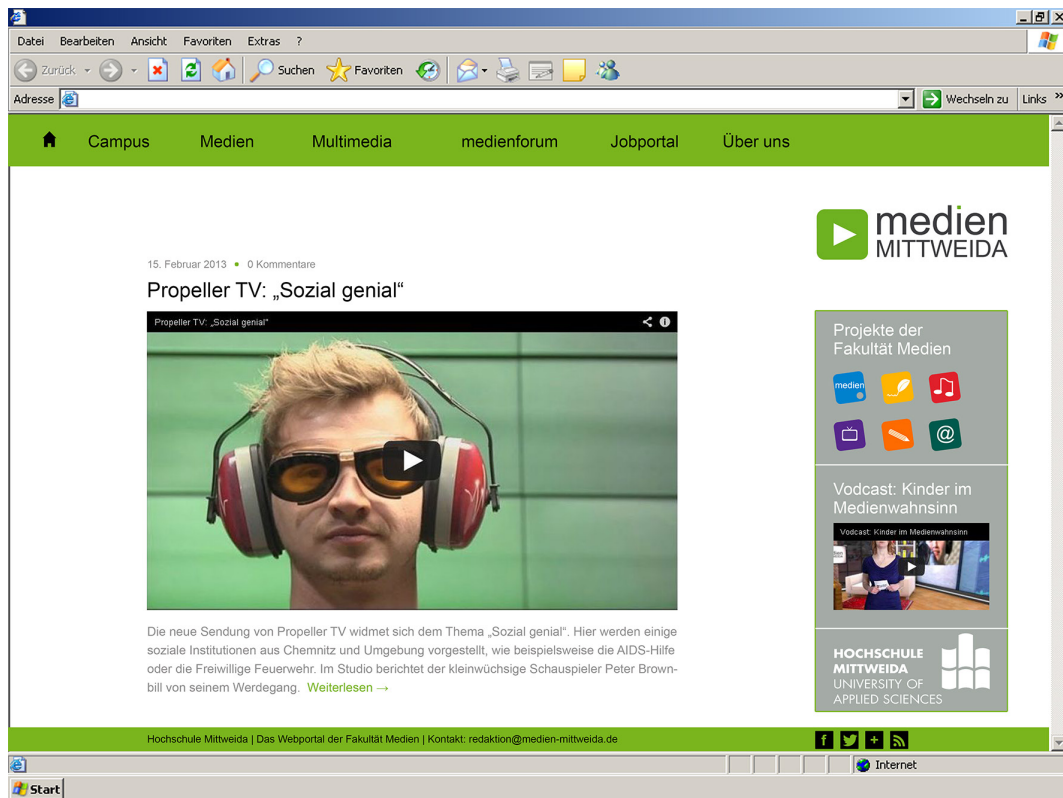 Datei Bearbeiten Ansicht Favoriten Extras ?
Zurück Suchen Favoriten
Adresse Wechseln zu Links »
Campus Medien Multimedia medienforum Jobportal Über uns
medien
MITTWEIDA
15. Februar 2013 • 0 Kommentare
Propeller TV: „Sozial genial“
Propeller TV: „Sozial genial“
Die neue Sendung von Propeller TV widmet sich dem Thema „Sozial genial“. Hier werden einige
soziale Institutionen aus Chemnitz und Umgebung vorgestellt, wie beispielsweise die AIDS-Hilfe
oder die Freiwillige Feuerwehr. Im Studio berichtet der kleinwüchsige Schauspieler Peter Brown-
bill von seinem Werdegang. Weiterlesen →
Projekte der
Fakultät Medien
medien
@
Vodcast: Kinder im
Medienwahnsinn
Vodcast: Kinder im Medienwahnsinn
HOCHSCHULE
MITTWEIDA
UNIVERSITY OF
APPLIED SCIENCES
Hochschule Mittweida | Das Webportal der Fakultät Medien | Kontakt: redaktion@medien-mittweida.de
f +
Internet
Start